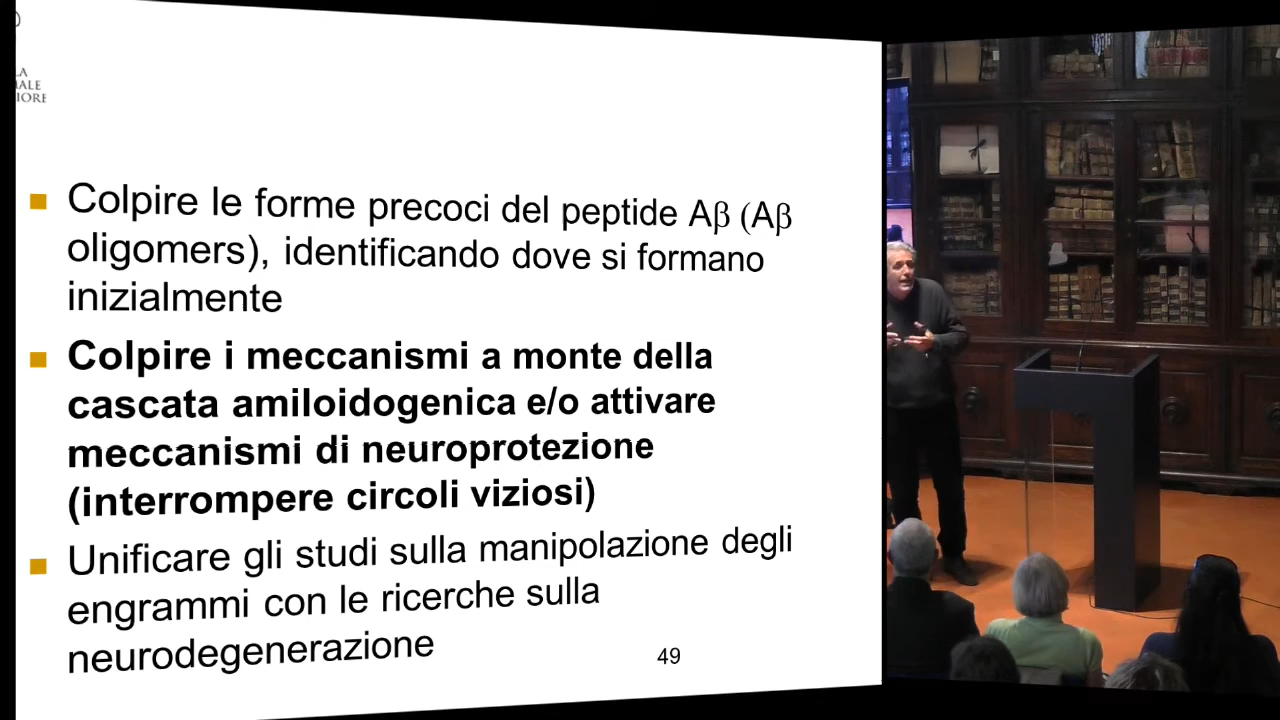 Colpire le forme precoci del peptide Aβ (Aβ
oligomers), identificando dove si formano
inizialmente
Colpire i meccanismi a monte della
cascata amiloidogenica e/o attivare
meccanismi di neuroprotezione
(interrompere circoli viziosi)
Unificare gli studi sulla manipolazione degli
engrammi con le ricerche sulla
neurodegenerazione
49